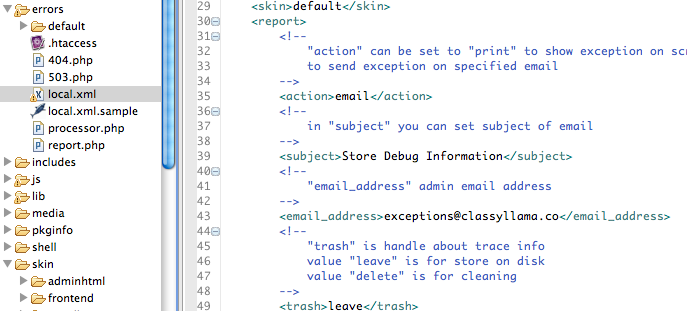 errors
default
.htaccess
404.php
503.php
local.xml
local.xml.sample
processor.php
report.php
includes
js
lib
media
pkginfo
shell
skin
adminhtml
frontend
29 <skin>default</skin>
30 <report>
31 <!--
32 "action" can be set to "print" to show exception on
33 to send exception on specified email
34 -->
35 <action>email</action>
36 <!--
37 in "subject" you can set subject of email
38 -->
39 <subject>Store Debug Information</subject>
40 <!--
41 "email_address" admin email address
42 -->
43 <email_address>exceptions@classyllama.co</email_address>
44 <!--
45 "trash" is handle about trace info
46 value "leave" is for store on disk
47 value "delete" is for cleaning
48 -->
49 <trash>leave</trash>